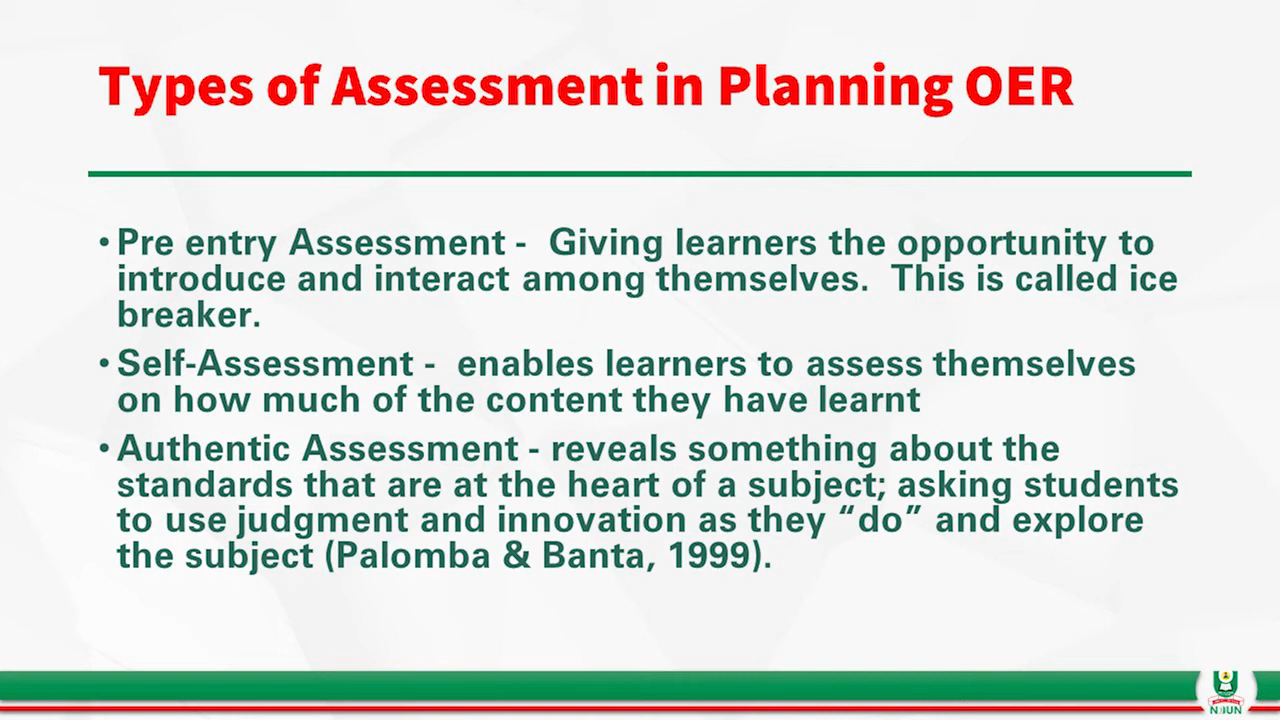 Types of Assessment in Planning OER
• Pre entry Assessment - Giving learners the opportunity to
introduce and interact among themselves. This is called ice
breaker.
• Self-Assessment - enables learners to assess themselves
on how much of the content they have learnt
• Authentic Assessment - reveals something about the
standards that are at the heart of a subject; asking students
to use judgment and innovation as they “do” and explore
the subject (Palomba & Banta, 1999).
NOUN